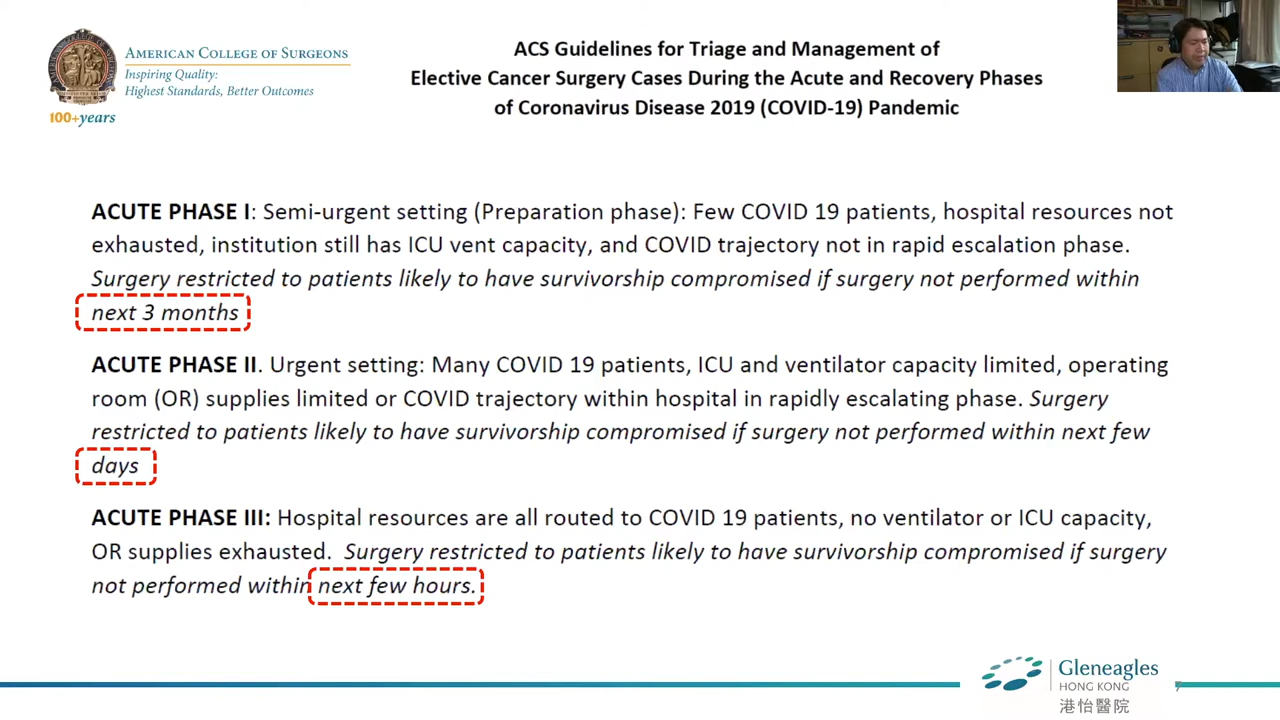 AMERICAN COLLEGE OF SURGEONS
Inspiring Quality:
Highest Standards, Better Outcomes
100+years
ACS Guidelines for Triage and Management of
Elective Cancer Surgery Cases During the Acute and Recovery Phases
of Coronavirus Disease 2019 (COVID-19) Pandemic
ACUTE PHASE I: Semi-urgent setting (Preparation phase): Few COVID 19 patients, hospital resources not
exhausted, institution still has ICU vent capacity, and COVID trajectory not in rapid escalation phase.
Surgery restricted to patients likely to have survivorship compromised if surgery not performed within
next 3 months
ACUTE PHASE II. Urgent setting: Many COVID 19 patients, ICU and ventilator capacity limited, operating
room (OR) supplies limited or COVID trajectory within hospital in rapidly escalating phase. Surgery
restricted to patients likely to have survivorship compromised if surgery not performed within next few
days
ACUTE PHASE III: Hospital resources are all routed to COVID 19 patients, no ventilator or ICU capacity,
OR supplies exhausted. Surgery restricted to patients likely to have survivorship compromised if surgery
not performed within next few hours.
Gleneagles
HONG KONG
港怡醫院
7